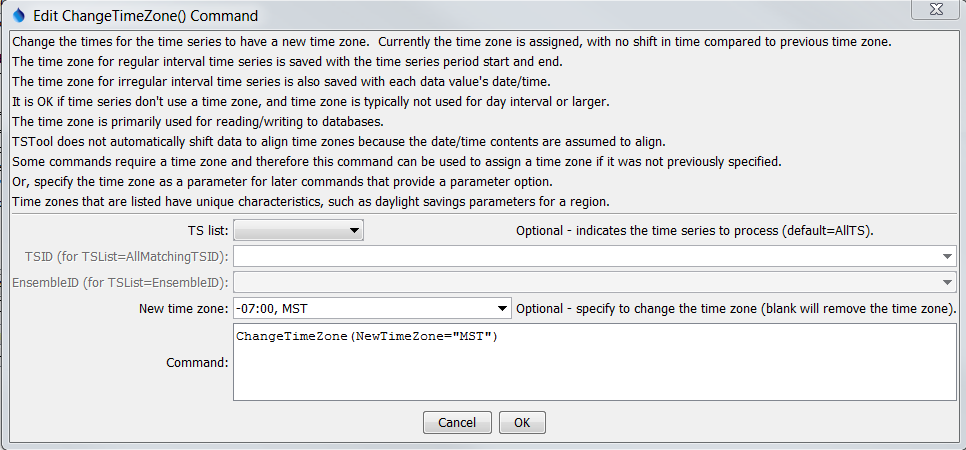 Edit ChangeTimeZone() Command
Change the times for the time series to have a new time zone.  Currently the time zone is assigned, with no shift in time compared to previous time zone.
The time zone for regular interval time series is saved with the time series period start and end.
The time zone for irregular interval time series is also saved with each data value's date/time.
It is OK if time series don't use a time zone, and time zone is typically not used for day interval or larger.
The time zone is primarily used for reading/writing to databases.
TSTool does not automatically shift data to align time zones because the date/time contents are assumed to align.
Some commands require a time zone and therefore this command can be used to assign a time zone if it was not previously specified.
Or, specify the time zone as a parameter for later commands that provide a parameter option.
Time zones that are listed have unique characteristics, such as daylight savings parameters for a region.
TS list: Optional - indicates the time series to process (default=AllTS).
TSID (for TSList=AllMatchingTSID):
EnsembleID (for TSList=EnsembleID):
New time zone: -07:00, MST Optional - specify to change the time zone (blank will remove the time zone).
ChangeTimeZone(NewTimeZone="MST")
Command:
Cancel OK